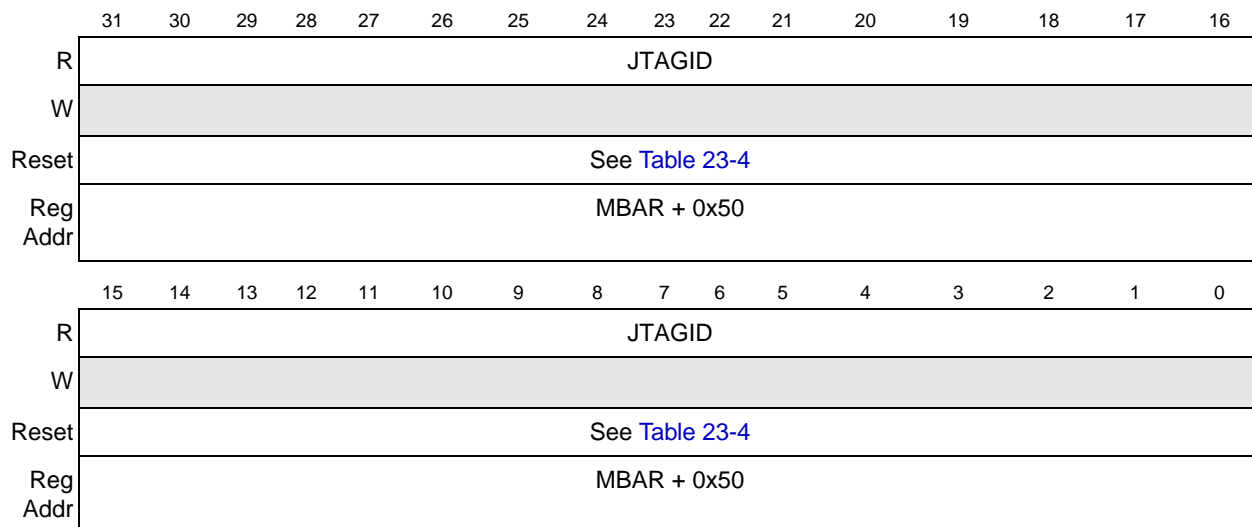 31 30 29 28 27 26 25 24 23 22 21 20 19 18 17 16
R JTAGID
W
Reset See Table 23-4
Reg Addr MBAR + 0x50
15 14 13 12 11 10 9 8 7 6 5 4 3 2 1 0
R JTAGID
W
Reset See Table 23-4
Reg Addr MBAR + 0x50